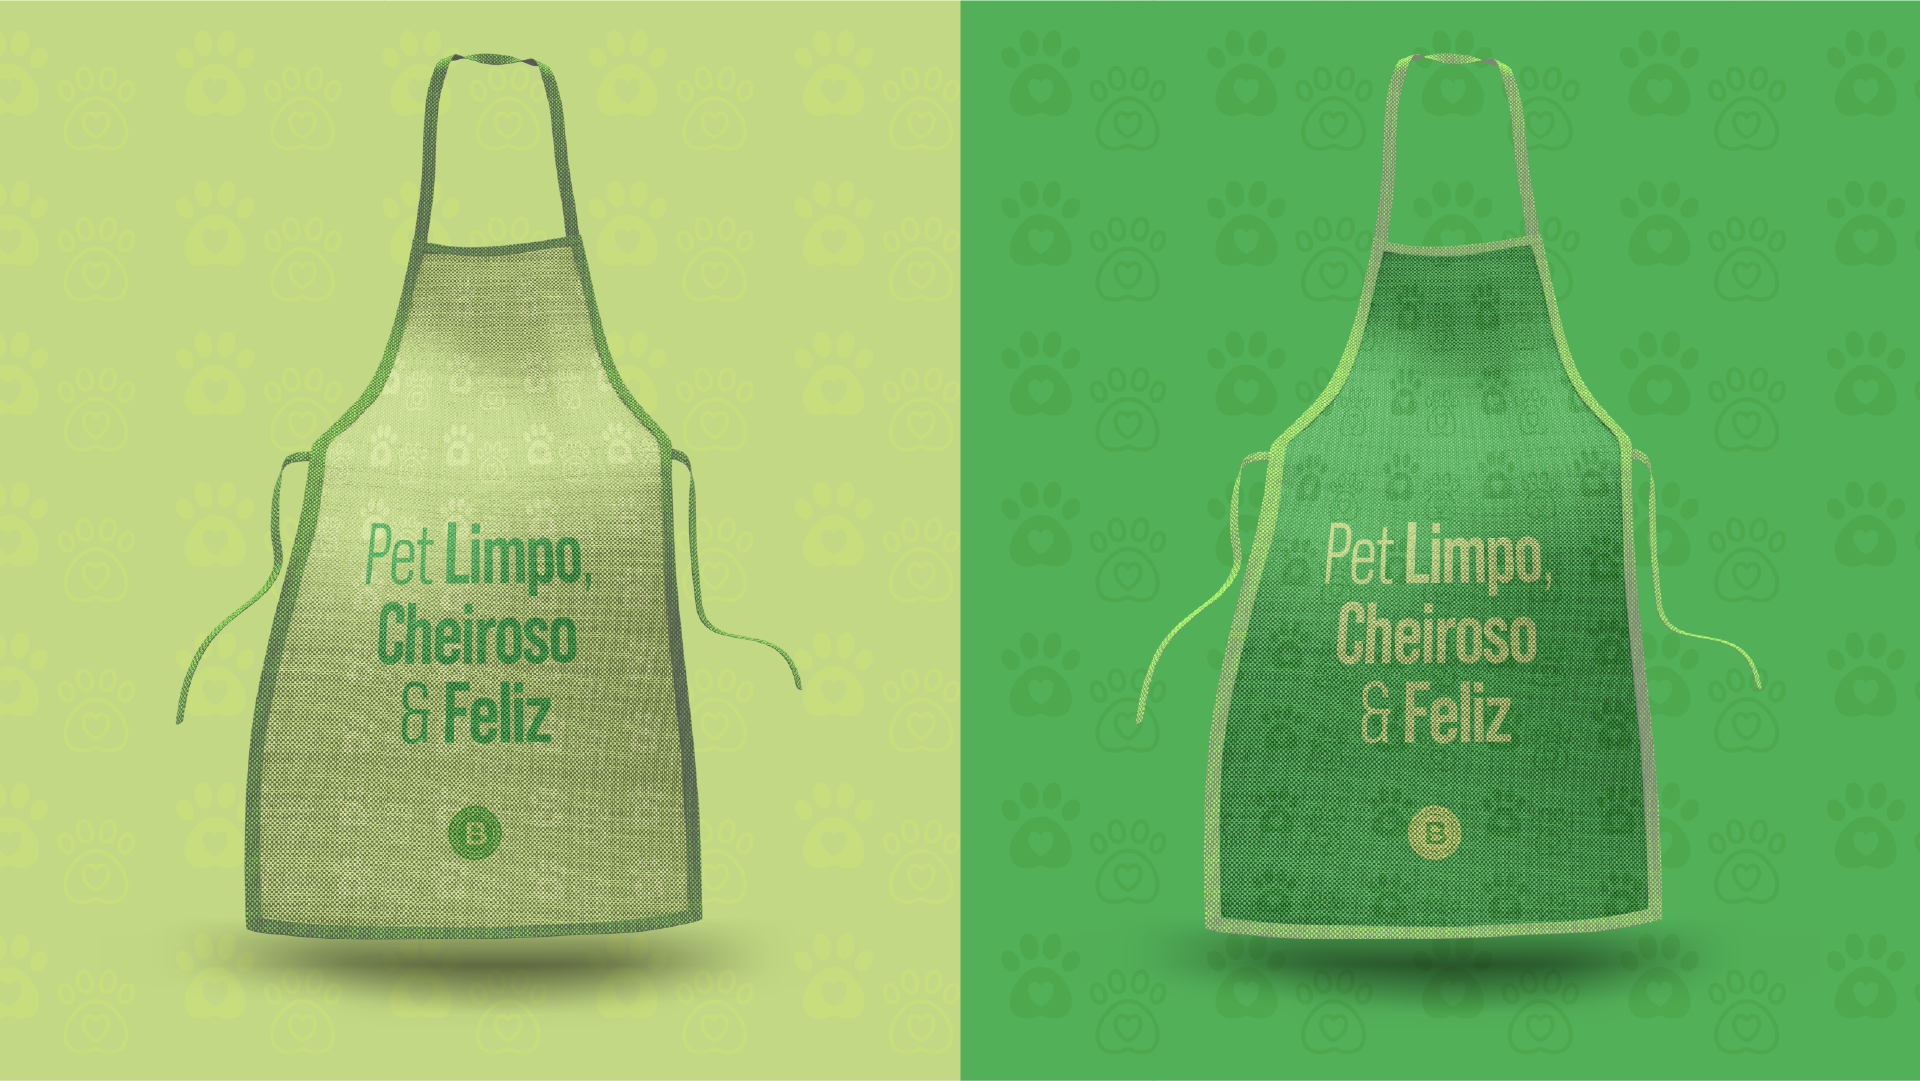 Pet Limpo,
Cheiroso
& Feliz
B
Pet Limpo,
Cheiroso
& Feliz
B